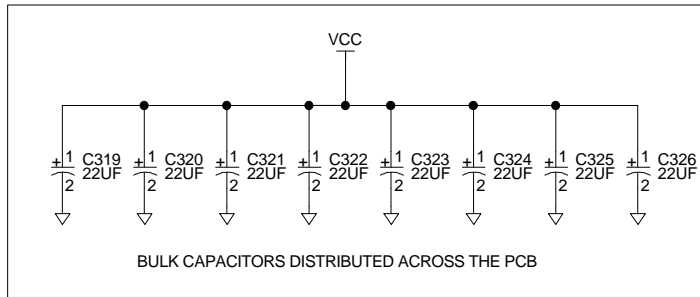 VCC
+ 1 C319
22UF
2
+ 1 C320
22UF
2
+ 1 C321
22UF
2
+ 1 C322
22UF
2
+ 1 C323
22UF
2
+ 1 C324
22UF
2
+ 1 C325
22UF
2
+ 1 C326
22UF
2
BULK CAPACITORS DISTRIBUTED ACROSS THE PCB